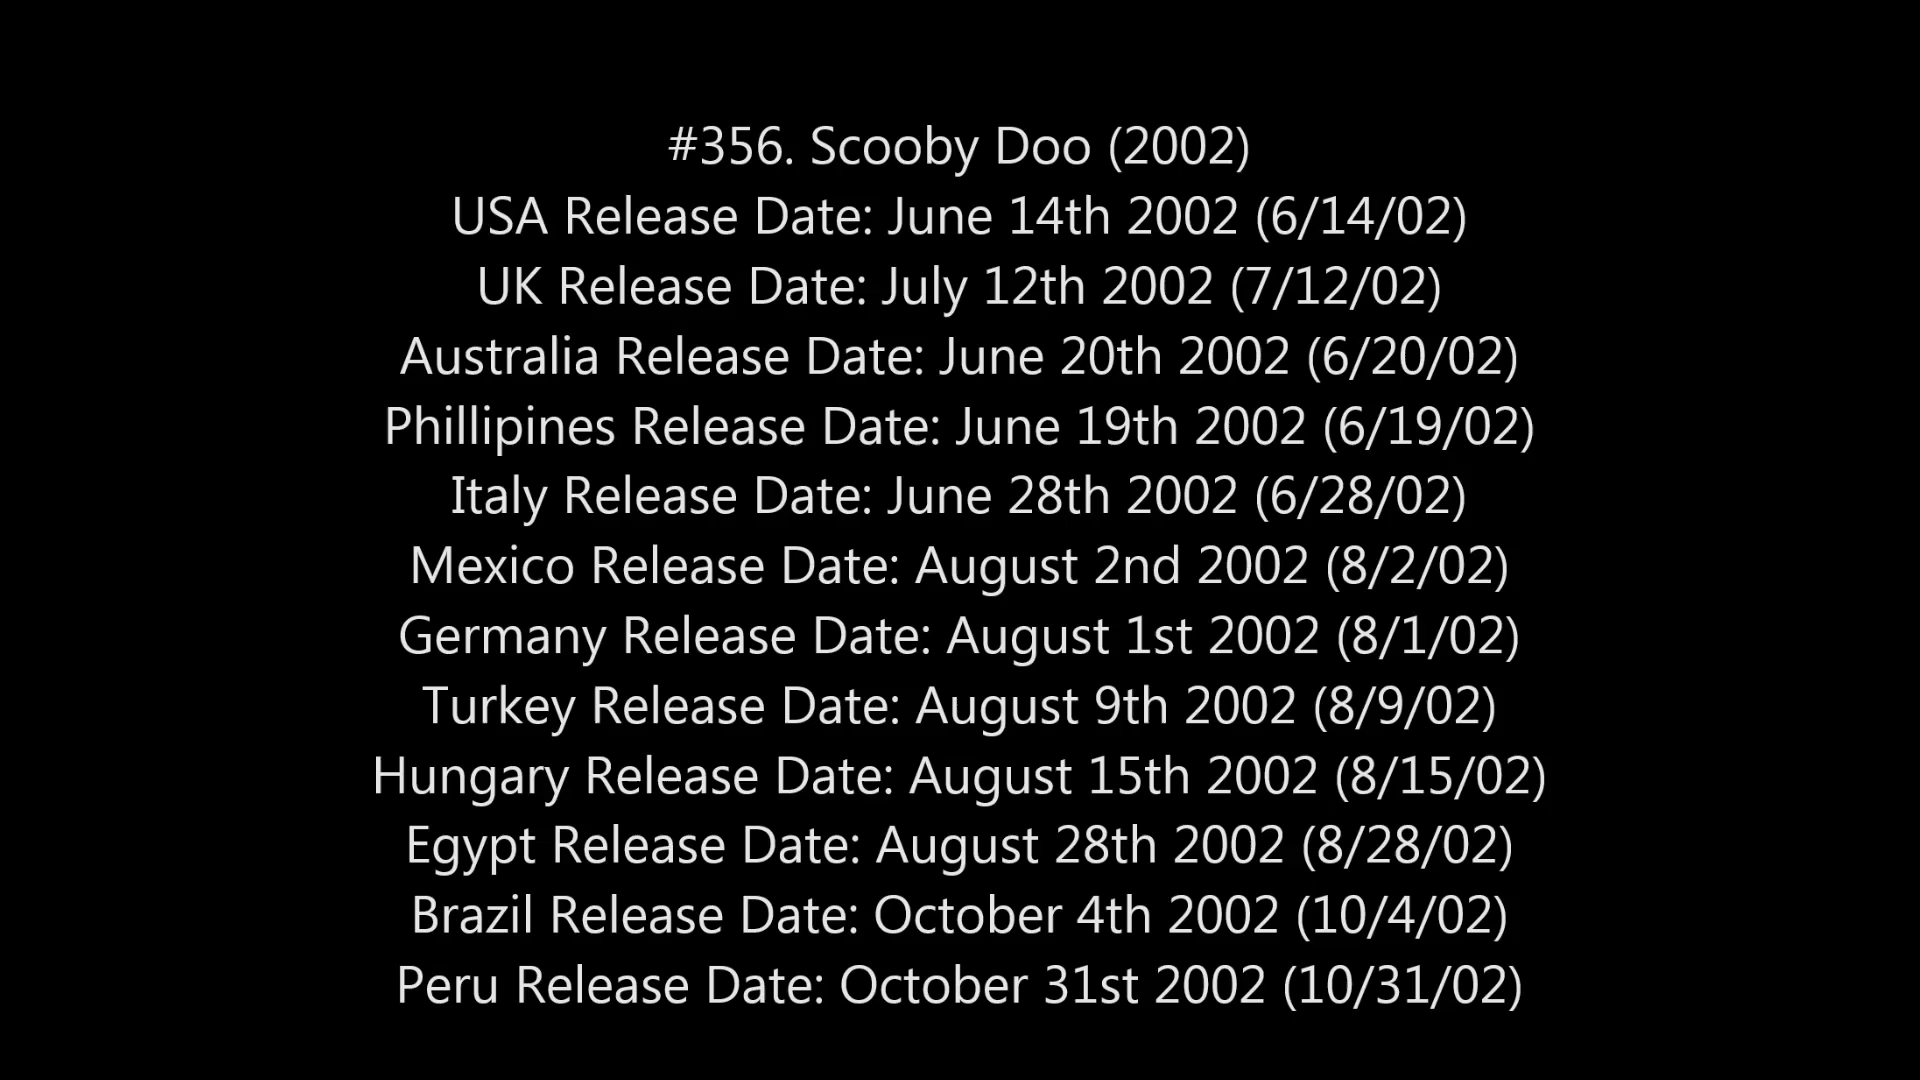 #356. Scooby Doo (2002)
USA Release Date: June 14th 2002 (6/14/02)
UK Release Date: July 12th 2002 (7/12/02)
Australia Release Date: June 20th 2002 (6/20/02)
Phillipines Release Date: June 19th 2002 (6/19/02)
Italy Release Date: June 28th 2002 (6/28/02)
Mexico Release Date: August 2nd 2002 (8/2/02)
Germany Release Date: August 1st 2002 (8/1/02)
Turkey Release Date: August 9th 2002 (8/9/02)
Hungary Release Date: August 15th 2002 (8/15/02)
Egypt Release Date: August 28th 2002 (8/28/02)
Brazil Release Date: October 4th 2002 (10/4/02)
Peru Release Date: October 31st 2002 (10/31/02)